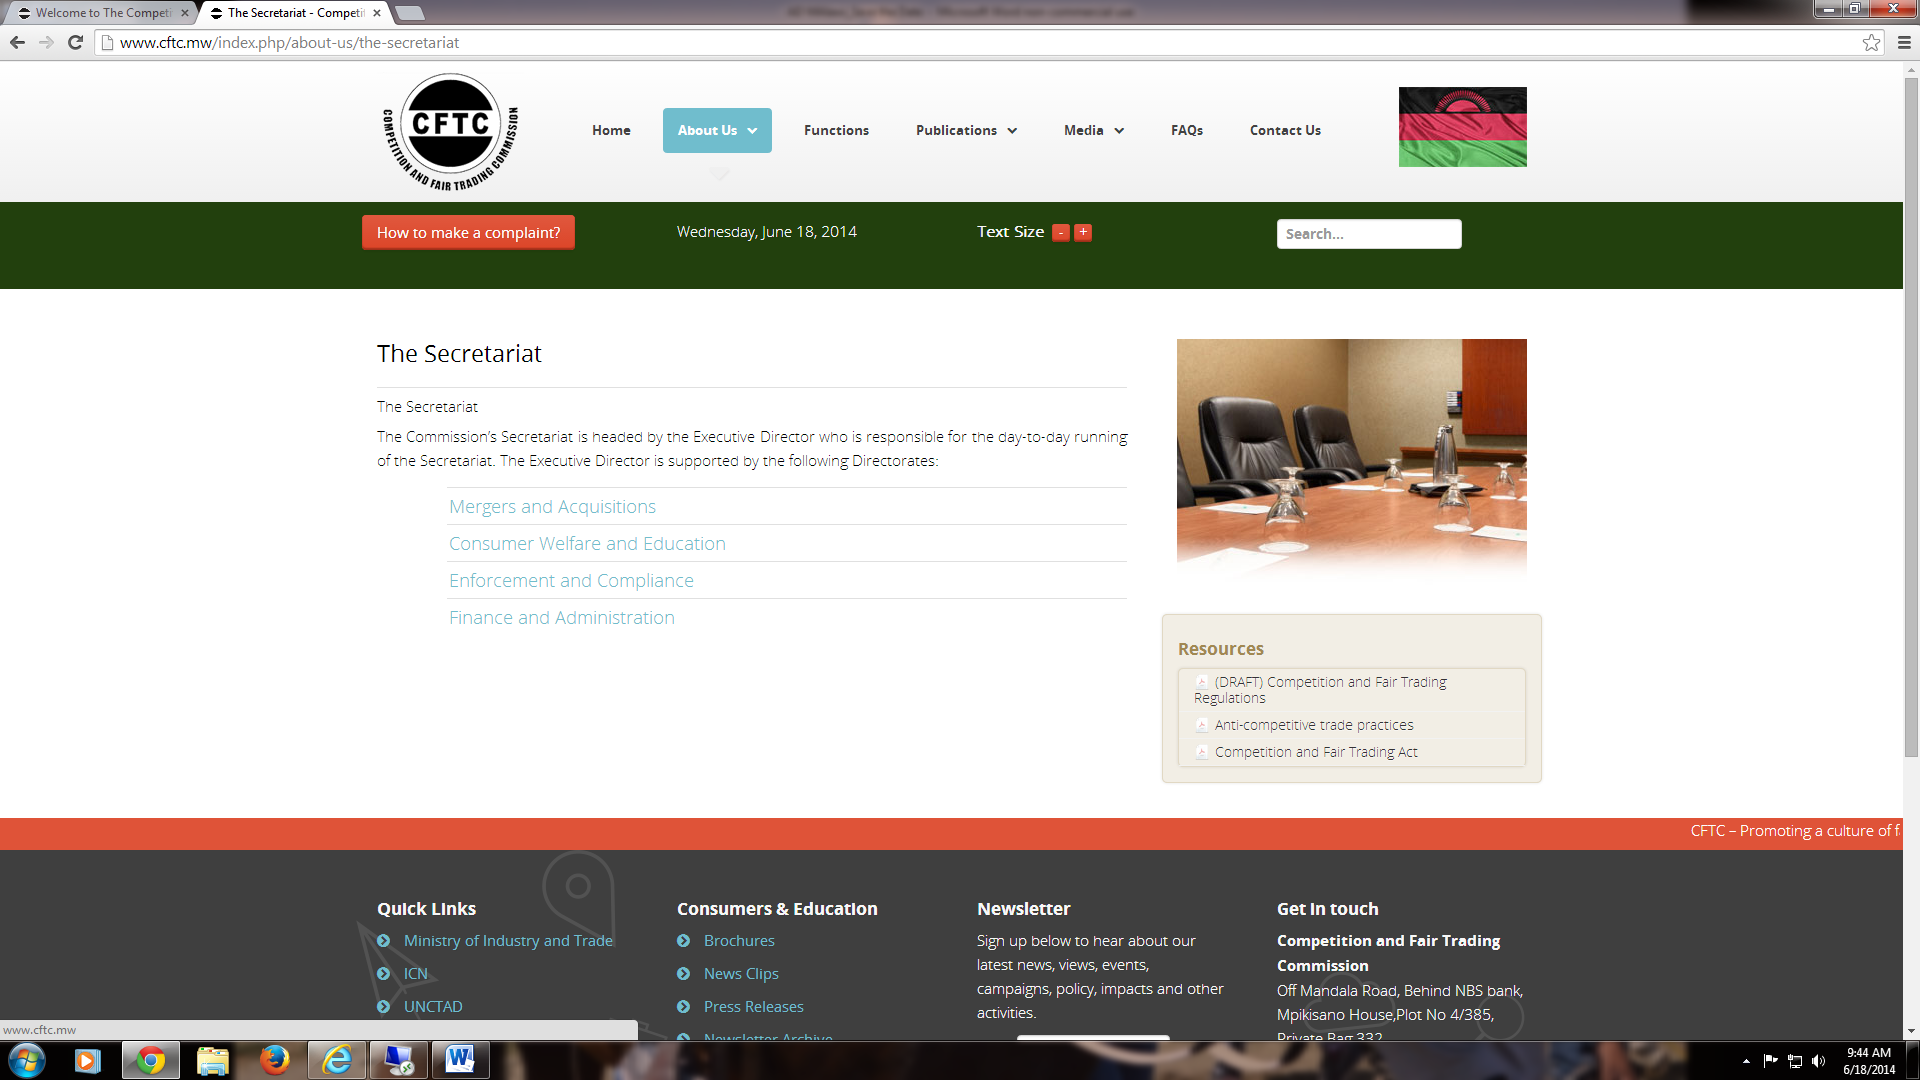 Welcome to The Competi
The Secretariat - Competit
www.cftc.mw/index.php/about-us/the-secretariat
CFTC
COMPETITION AND FAIR TRADING COMMISSION
Home
About Us
Functions
Publications
Media
FAQs
Contact Us
How to make a complaint?
Wednesday, June 18, 2014
Text Size - +
Search...
The Secretariat
The Secretariat
The Commission's Secretariat is headed by the Executive Director who is responsible for the day-to-day running
of the Secretariat. The Executive Director is supported by the following Directorates:
Mergers and Acquisitions
Consumer Welfare and Education
Enforcement and Compliance
Finance and Administration
Resources
(DRAFT) Competition and Fair Trading
Regulations
Anti-competitive trade practices
Competition and Fair Trading Act
CFTC – Promoting a culture of f
Quick Links
Ministry of Industry and Trade
ICN
UNCTAD
Consumers & Education
Brochures
News Clips
Press Releases
Newsletter Archive
Newsletter
Sign up below to hear about our
latest news, views, events,
campaigns, policy, impacts and other
activities.
Get in touch
Competition and Fair Trading
Commission
Off Mandala Road, Behind NBS bank,
Mpikisano House,Plot No 4/385,
Private Bag 332
www.cftc.mw
9:44 AM
6/18/2014